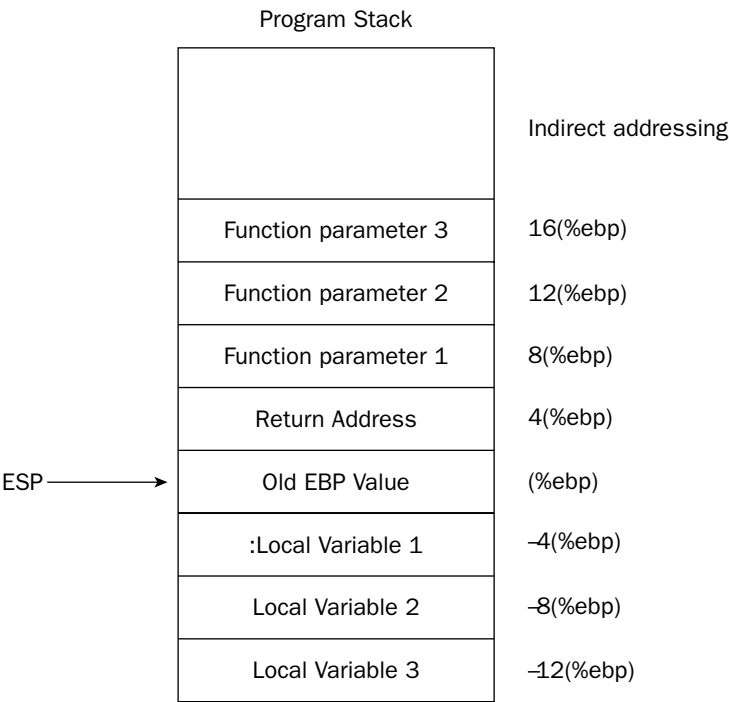 Program Stack
Indirect addressing
Function parameter 3 16(%ebp)
Function parameter 2 12(%ebp)
Function parameter 1 8(%ebp)
Return Address 4(%ebp)
ESP Old EBP Value (%ebp)
:Local Variable 1 –4(%ebp)
Local Variable 2 –8(%ebp)
Local Variable 3 –12(%ebp)